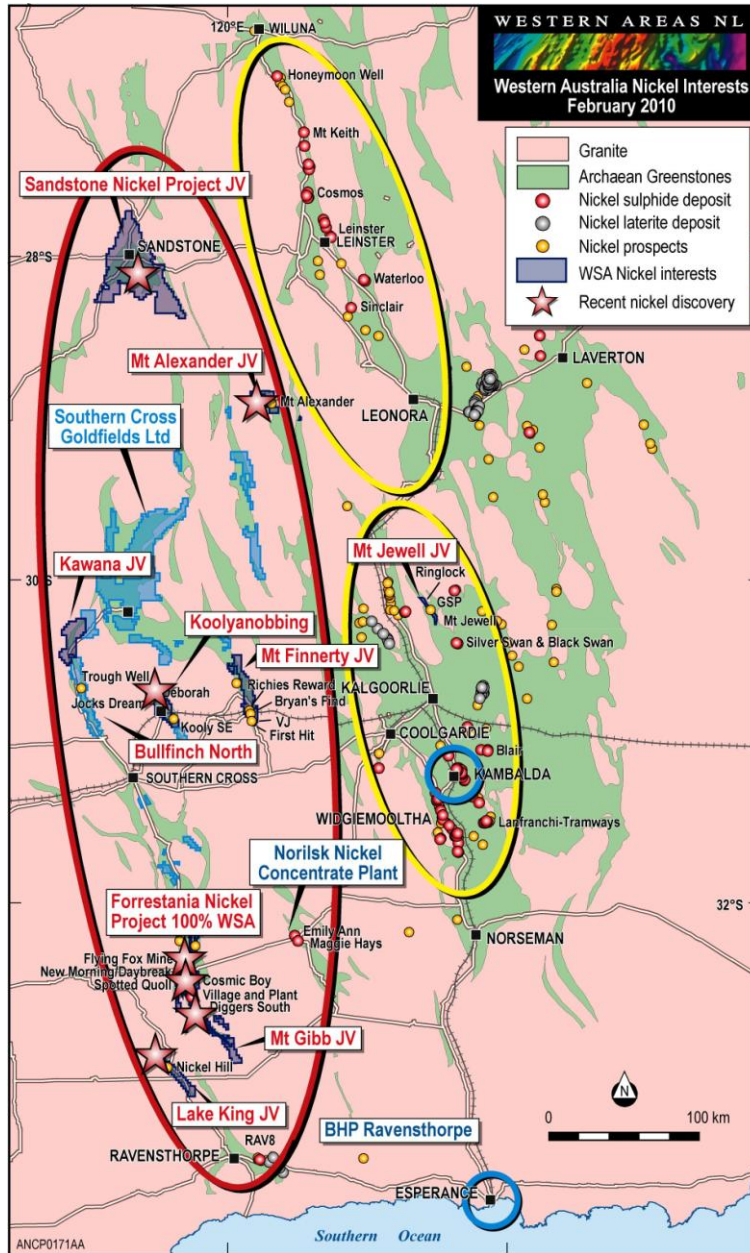 WESTERN AREAS NL
Western Australia Nickel Interests
February 2010
Granite
Archaean Greenstones
Nickel sulphide deposit
Nickel laterite deposit
Nickel prospects
WSA Nickel interests
Recent nickel discovery
120°E
WILUNA
Honeymoon Well
Mt Keith
Cosmos
Leinster
LEINSTER
Waterloo
Sinclair
Sandstone Nickel Project JV
SANDSTONE
28°S
Mt Alexander JV
Mt Alexander
LAVERTON
LEONORA
Southern Cross
Goldfields Ltd
30°S
Kawana JV
Mt Jewell JV
Ringlock
GSP
Mt Jewell
Silver Swan & Black Swan
Koolyanobbing
Mt Finnerty JV
Trough Well
Jocks Dream
Deborah
Kooly SE
Richies Reward
Bryan's Find
VJ
First Hit
Bullfinch North
SOUTHERN CROSS
KALGOORLIE
COOLGARDIE
Blair
KAMBALDA
WIDGIEMOOLTHA
Lanfranchi-Tramways
Norilsk Nickel
Concentrate Plant
32°S
Forrestania Nickel
Project 100% WSA
Emily Ann
Maggie Hays
NORSEMAN
Flying Fox Mine
New Morning/Daybreak
Spotted Quoll
Cosmic Boy
Village and Plant
Diggers South
Mt Gibb JV
Nickel Hill
Lake King JV
N
0
100 km
RAV8
RAVENSTHORPE
BHP Ravensthorpe
ESPERANCE
Southern Ocean
ANCP0171AA